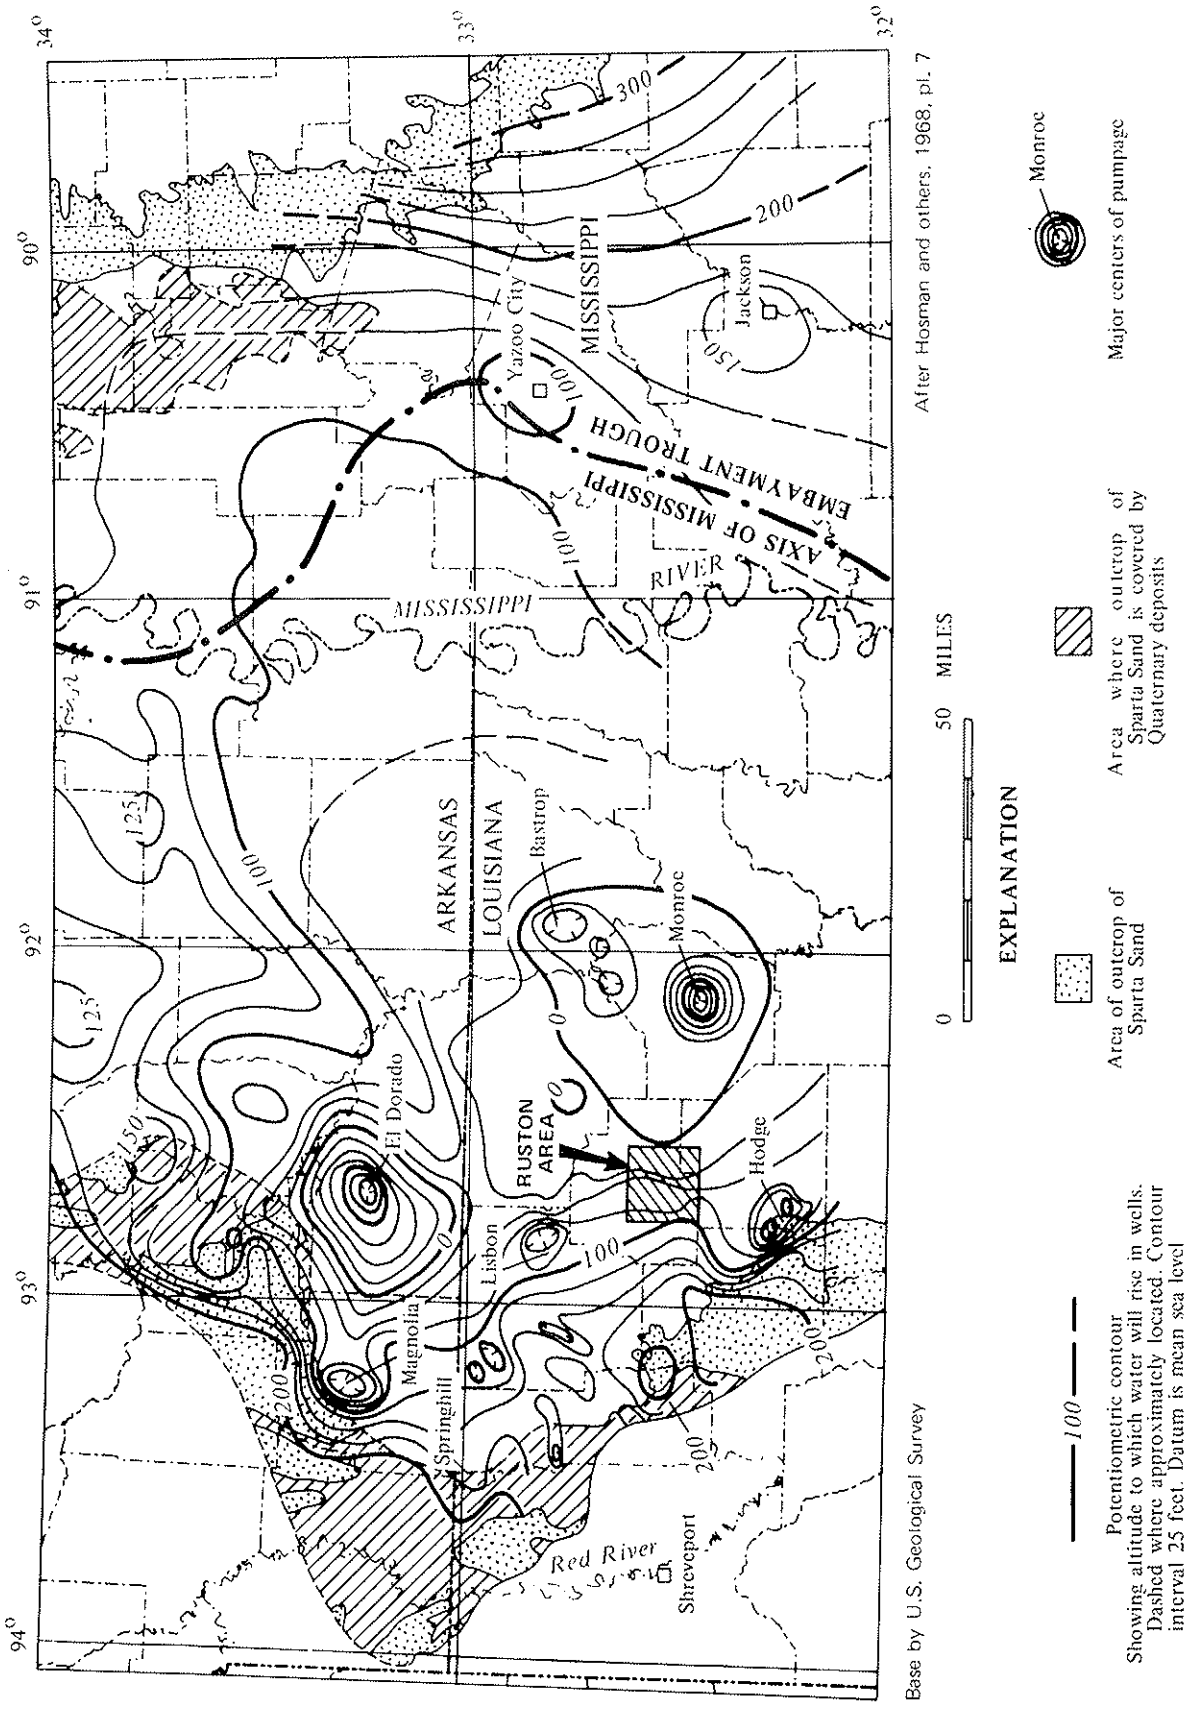 94°
93°
92°
91°
90°
34°
33°
32°
150
125
125
100
200
El Dorado
Magnolia
Springhill
ARKANSAS
LOUISIANA
0
Lisbon
100
RUSTON
AREA
0
0
Bastrop
Monroe
Hodge
200
200
Red River
Shreveport
MISSISSIPPI
RIVER
100
AXIS OF MISSISSIPPI
EMBAYMENT TROUGH
Yazoo City
100
MISSISSIPPI
Jackson
150
200
300
Base by U.S. Geological Survey
After Hosman and others, 1968, pl. 7
0
50 MILES
EXPLANATION
100
Potentiometric contour
Showing altitude to which water will rise in wells.
Dashed where approximately located. Contour
interval 25 feet. Datum is mean sea level
Area of outcrop of
Sparta Sand
Area where outcrop of
Sparta Sand is covered by
Quaternary deposits
Monroe
Major centers of pumpage